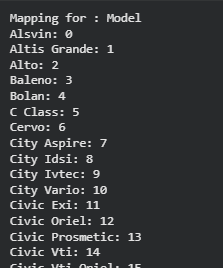 Mapping for : Model
Alsvin: 0
Altis Grande: 1
Alto: 2
Baleno: 3
Bolan: 4
C Class: 5
Cervo: 6
City Aspire: 7
City Idsi: 8
City Ivtec: 9
City Vario: 10
Civic Exi: 11
Civic Oriel: 12
Civic Prosmetic: 13
Civic Vti: 14
Civic Vti Oriel: 15